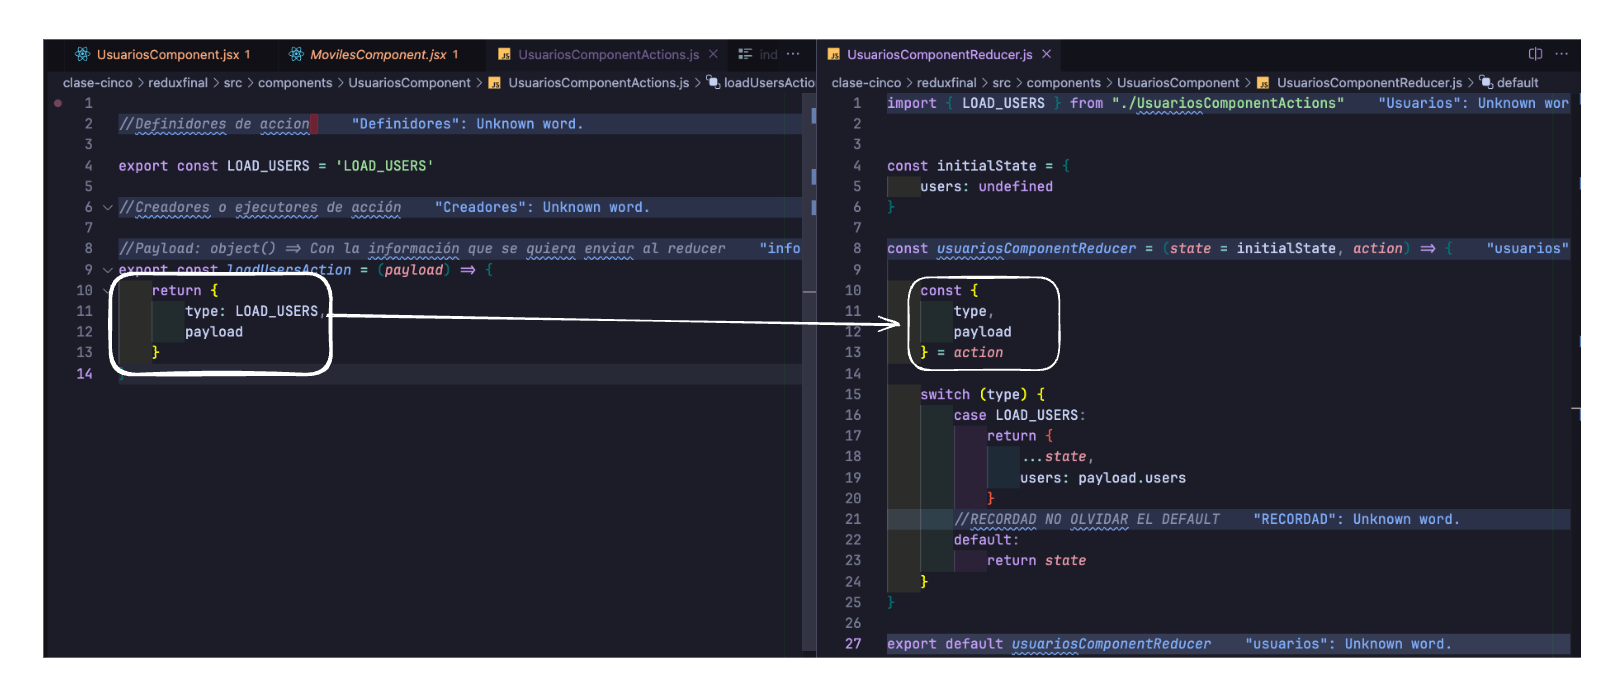 UsuariosComponent.jsx 1
MovilesComponent.jsx 1
JS UsuariosComponentActions.js ×
ind ···
clase-cinco > reduxfinal > src > components > UsuariosComponent > JS UsuariosComponentActions.js > loadUsersActio
1
2 //Definidores de accion "Definidores": Unknown word.
3
4 export const LOAD_USERS = 'LOAD_USERS'
5
6 //Creadores o ejecutores de acción "Creadores": Unknown word.
7
8 //Payload: object() => Con la información que se quiera enviar al reducer "info
9 export const loadUsersAction = (payload) => {
10 return {
11 type: LOAD_USERS,
12 payload
13 }
14 }
JS UsuariosComponentReducer.js ×
clase-cinco > reduxfinal > src > components > UsuariosComponent > JS UsuariosComponentReducer.js > default
1 import { LOAD_USERS } from "./UsuariosComponentActions" "Usuarios": Unknown wor
2
3
4 const initialState = {
5 users: undefined
6 }
7
8 const usuariosComponentReducer = (state = initialState, action) => { "usuarios"
9
10 const {
11 type,
12 payload
13 } = action
14
15 switch (type) {
16 case LOAD_USERS:
17 return {
18 ...state,
19 users: payload.users
20 }
21 //RECORDAD NO OLVIDAR EL DEFAULT "RECORDAD": Unknown word.
22 default:
23 return state
24 }
25 }
26
27 export default usuariosComponentReducer "usuarios": Unknown word.